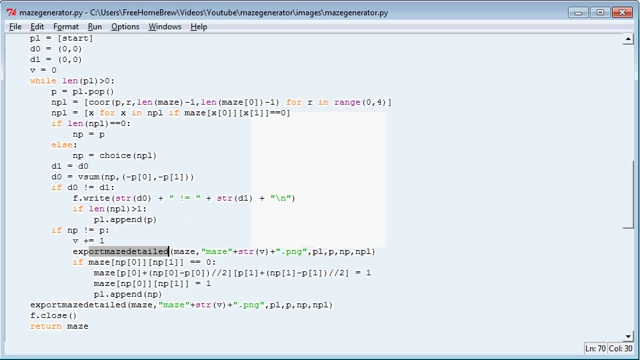 mazegenerator.py - C:\Users\FreeHomeBrew\Videos\Youtube\mazegenerator\images\mazegenerator.py
File Edit Format Run Options Windows Help
pl = [start]
d0 = (0,0)
d1 = (0,0)
v = 0
while len(pl)>0:
p = pl.pop()
npl = [coor(p,r,len(maze)-1,len(maze[0])-1) for r in range(0,4)]
npl = [x for x in npl if maze[x[0]][x[1]]==0]
if len(npl)==0:
np = p
else:
np = choice(npl)
d1 = d0
d0 = vsum(np,(-p[0],-p[1]))
if d0 != d1:
f.write(str(d0) + " != " + str(d1) + "\n")
if len(npl)>1:
pl.append(p)
if np != p:
v += 1
exportmazedetailed(maze,"maze"+str(v)+".png",pl,p,np,npl)
if maze[np[0]][np[1]] == 0:
maze[p[0]+(np[0]-p[0])//2][p[1]+(np[1]-p[1])//2] = 1
maze[np[0]][np[1]] = 1
pl.append(np)
exportmazedetailed(maze,"maze"+str(v)+".png",pl,p,np,npl)
f.close()
return maze
Ln: 70 Col: 30